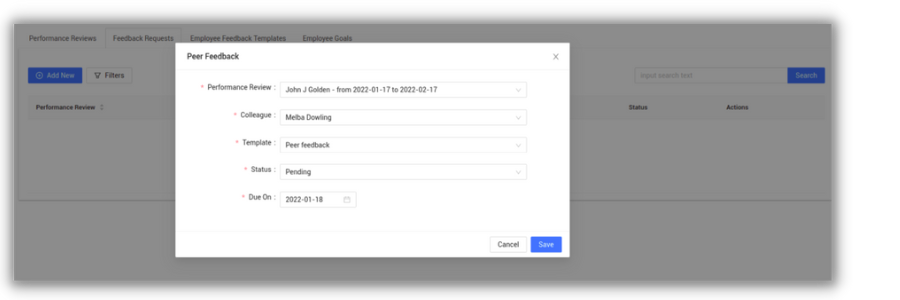 Performance Reviews Feedback Requests Employee Feedback Templates Employee Goals
Peer Feedback
Add New Filters
input search text Search
Performance Review Status Actions
* Performance Review : John J Golden - from 2022-01-17 to 2022-02-17
* Colleague : Melba Dowling
* Template : Peer feedback
* Status : Pending
* Due On : 2022-01-18
Cancel Save